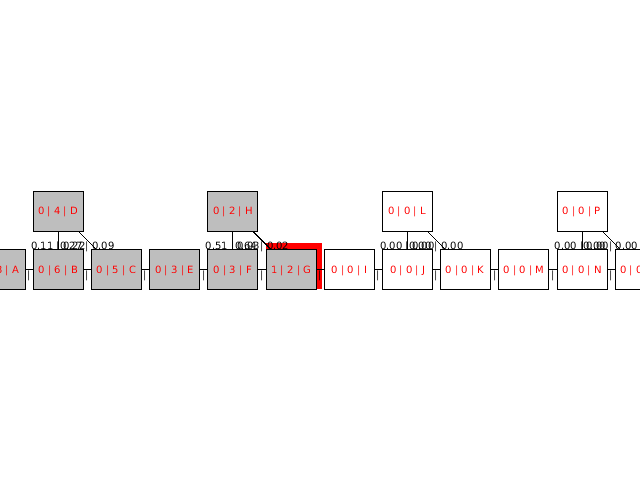 0 | 4 | D
0 | 2 | H
0 | 0 | L
0 | 0 | P
0.11 0.09
0.51 0.02
0.00 0.00
0.00 0.00
| A
0 | 6 | B
0 | 5 | C
0 | 3 | E
0 | 3 | F
1 | 2 | G
0 | 0 | I
0 | 0 | J
0 | 0 | K
0 | 0 | M
0 | 0 | N
0 |